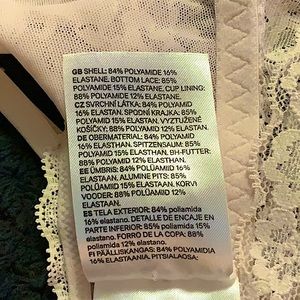 GB SHELL: 84% POLYAMIDE 16%
ELASTANE. BOTTOM LACE: 85%
POLYAMIDE 15% ELASTANE. CUP LINING:
88% POLYAMIDE 12% ELASTANE.
CZ SVRCHNÍ LÁTKA: 84% POLYAMID
16% ELASTAN. SPODNÍ KRAJKA: 85%
POLYAMID 15% ELASTAN. VYZTUŽENÉ
KOŠÍČKY: 88% POLYAMID 12% ELASTAN.
DE OBERMATERIAL: 84% POLYAMID
16% ELASTHAN. SPITZENSAUM: 85%
POLYAMID 15% ELASTHAN. BH-FUTTER:
88% POLYAMID 12% ELASTHAN.
EE ÜMBRIS: 84% POLÜAMIID 16%
ELASTAAN. ALUMINE PITS: 85%
POLÜAMIID 15% ELASTAAN. KORVI
VOODER: 88% POLÜAMIID 12%
ELASTAAN.
ES TELA EXTERIOR: 84% poliamida
16% elastano. DETALLE DE ENCAJE EN
PARTE INFERIOR: 85% poliamida 15%
elastano. FORRO DE LA COPA: 88%
poliamida 12% elastano.
FI PÄÄLLISKANGAS: 84% POLYAMIDIA
16% ELASTAANIA. PITSIALAOSA: